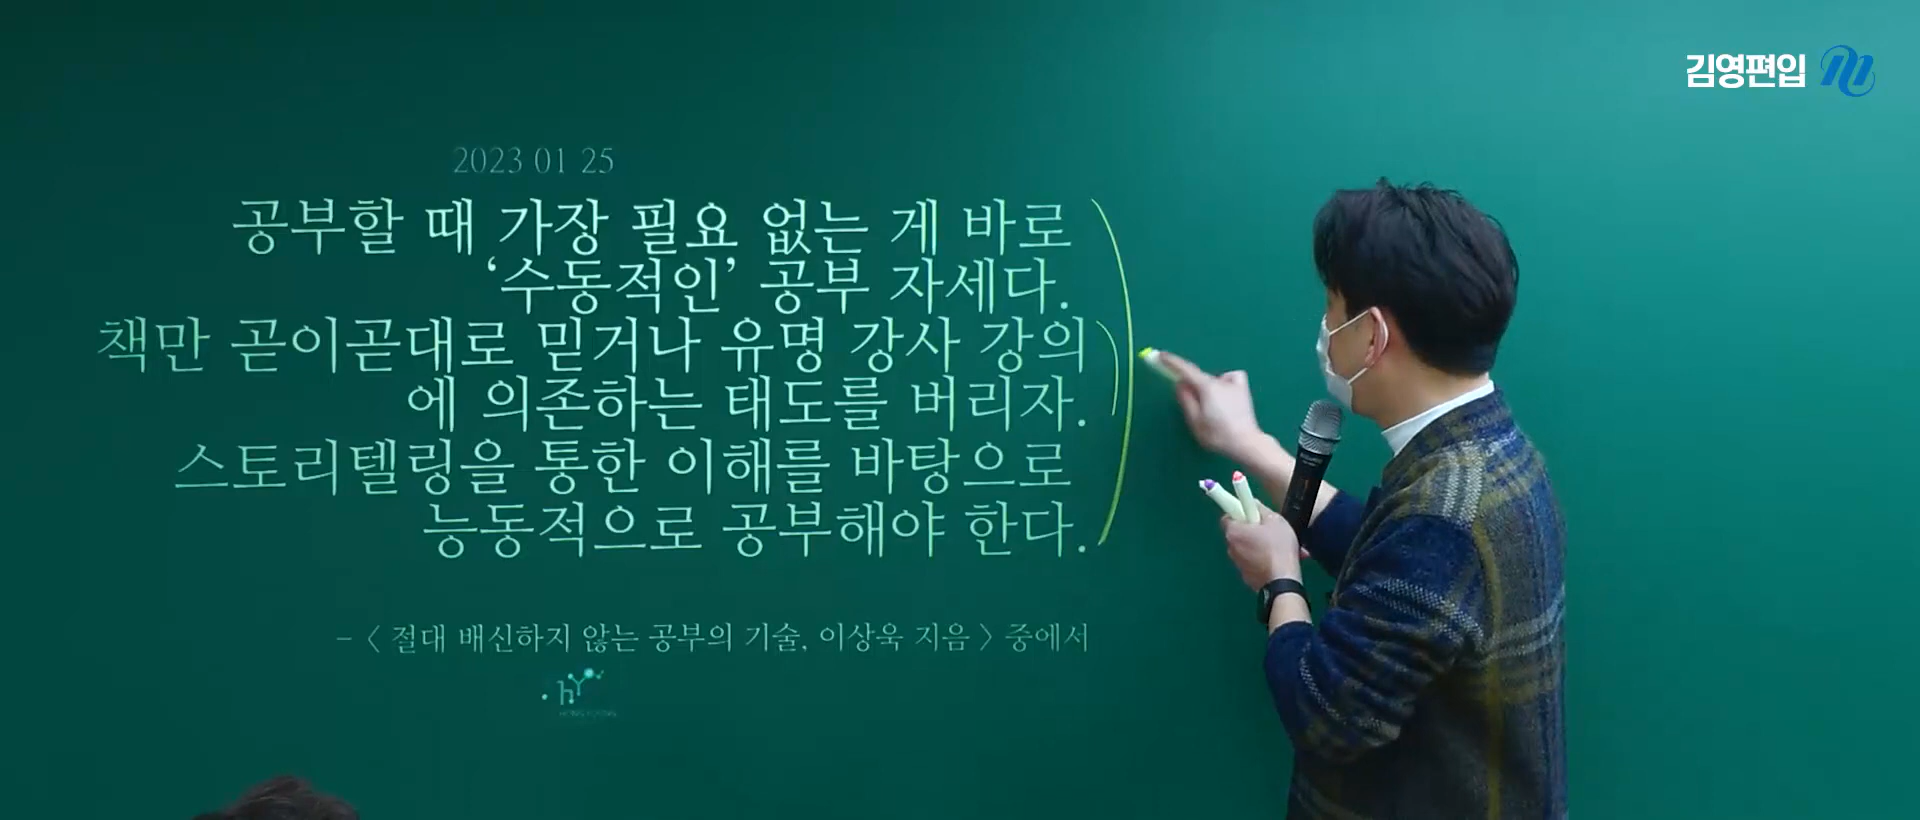 김영편입
2023 01 25
공부할 때 가장 필요 없는 게 바로
‘수동적인’ 공부 자세다.
책만 곧이곧대로 믿거나 유명 강사 강의
에 의존하는 태도를 버리자.
스토리텔링을 통한 이해를 바탕으로
능동적으로 공부해야 한다.
- < 절대 배신하지 않는 공부의 기술, 이상욱 지음 > 중에서
hY